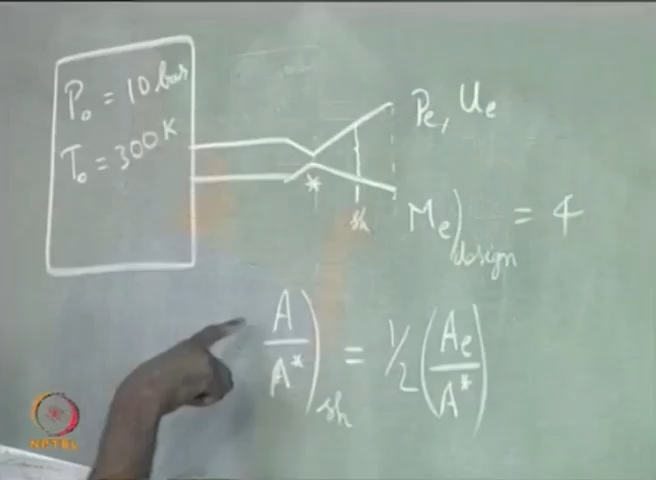 P₀ = 10 bar
T₀ = 300 K
Pₑ, Uₑ
*
sh
Mₑ)design = 4
A/A*)sh = 1/2 (Aₑ/A*)
NPTEL